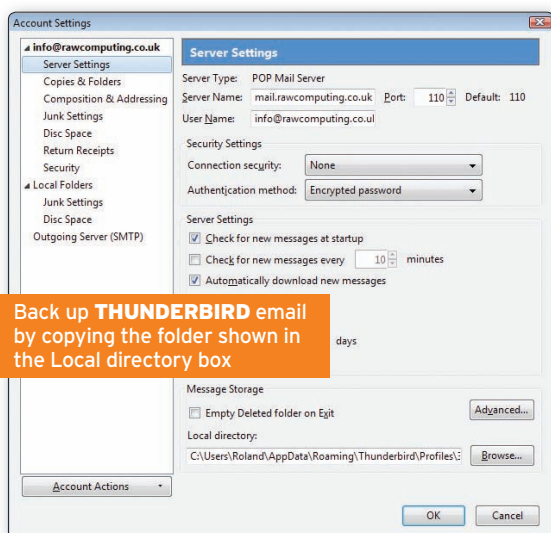 Account Settings
info@rawcomputing.co.uk
Server Settings
Copies & Folders
Composition & Addressing
Junk Settings
Disc Space
Return Receipts
Security
Local Folders
Junk Settings
Disc Space
Outgoing Server (SMTP)
Account Actions
Server Settings
Server Type: POP Mail Server
Server Name: mail.rawcomputing.co.uk Port: 110 Default: 110
User Name: info@rawcomputing.co.ul
Security Settings
Connection security: None
Authentication method: Encrypted password
Server Settings
Check for new messages at startup
Check for new messages every 10 minutes
Automatically download new messages
days
Back up THUNDERBIRD email
by copying the folder shown in
the Local directory box
Message Storage
Empty Deleted folder on Exit
Advanced...
Local directory:
C:\Users\Roland\AppData\Roaming\Thunderbird\Profiles\
Browse...
OK Cancel